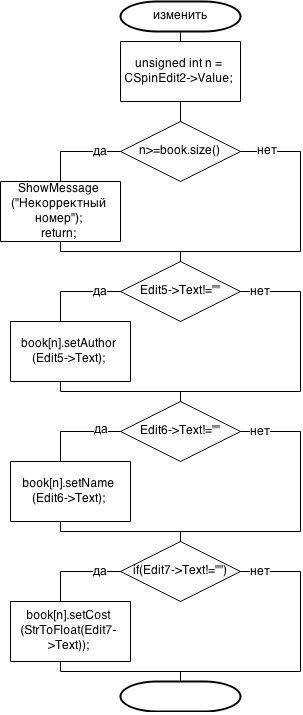 изменить
unsigned int n =
CSpinEdit2->Value;
да
n>=book.size()
нет
ShowMessage
("Некорректный
номер");
return;
да
Edit5->Text!=""
нет
book[n].setAuthor
(Edit5->Text);
да
Edit6->Text!=""
нет
book[n].setName
(Edit6->Text);
да
if(Edit7->Text!="")
нет
book[n].setCost
(StrToFloat(Edit7-
>Text));